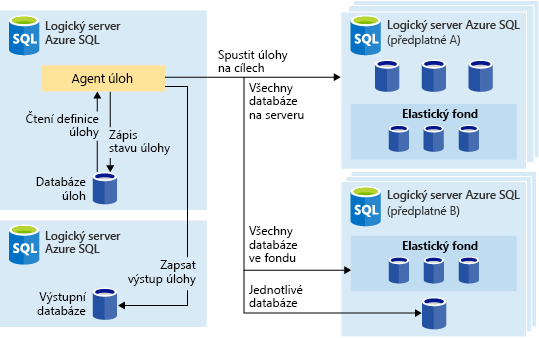 Logický server
Azure SQL
SQL
Agent úloh
Čtení definice
úlohy
Zápis
stavu úlohy
Databáze
úloh
Logický server
Azure SQL
SQL
Zapsat
výstup úlohy
Výstupní
databáze
Spustit úlohy
na cílech
Všechny
databáze
na serveru
Všechny
databáze
ve fondu
Jednotlivé
databáze
Logický server Azure SQL
(předplatné A)
SQL
Elastický fond
Logický server Azure SQL
(předplatné B)
SQL
Elastický fond